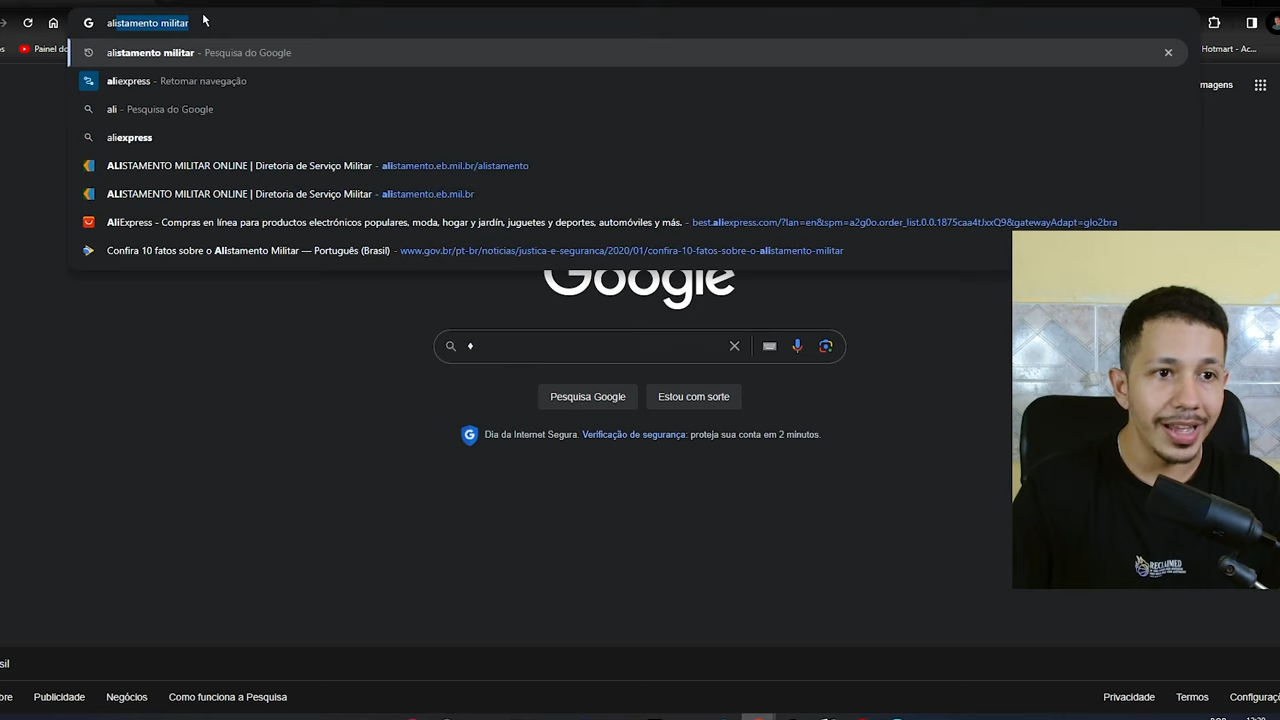 alistamento militar
Painel do
Hotmart - Ac...
alistamento militar - Pesquisa do Google
aliexpress - Retomar navegação
ali - Pesquisa do Google
aliexpress
ALISTAMENTO MILITAR ONLINE | Diretoria de Serviço Militar - alistamento.eb.mil.br/alistamento
ALISTAMENTO MILITAR ONLINE | Diretoria de Serviço Militar - alistamento.eb.mil.br
AliExpress - Compras en línea para productos electrónicos populares, moda, hogar y jardín, juguetes y deportes, automóviles y más. - best.aliexpress.com/?lan=en&spm=a2g0o.order_list.0.0.1875caa4tJxxQ9&gatewayAdapt=glo2bra
Confira 10 fatos sobre o Alistamento Militar — Português (Brasil) - www.gov.br/pt-br/noticias/justica-e-seguranca/2020/01/confira-10-fatos-sobre-o-alistamento-militar
Google
Pesquisa Google
Estou com sorte
Dia da Internet Segura. Verificação de segurança: proteja sua conta em 2 minutos.
RECLAIMED
Publicidade Negócios Como funciona a Pesquisa Privacidade Termos